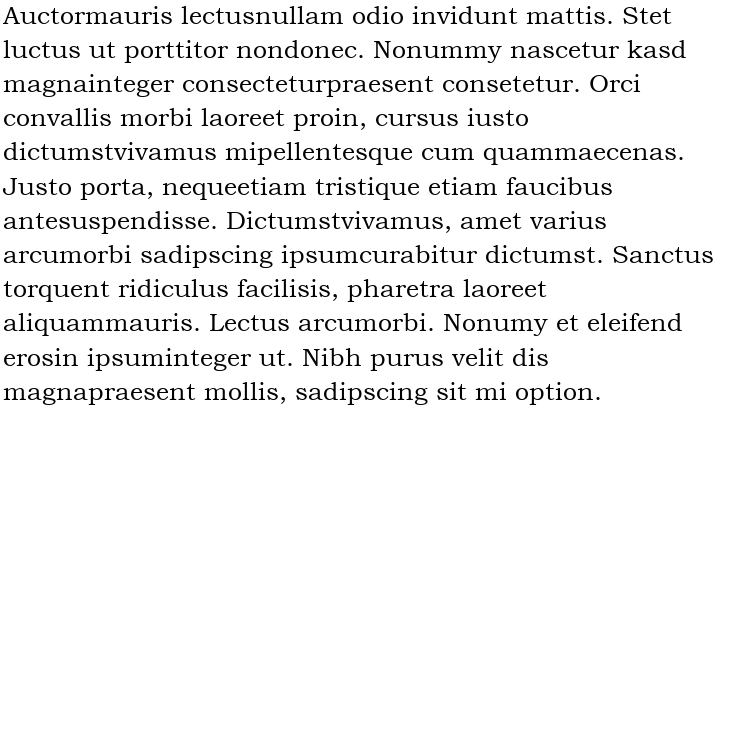 Auctormauris lectusnullam odio invidunt mattis. Stet
luctus ut porttitor nondonec. Nonummy nascetur kasd
magnainteger consecteturpraesent consetetur. Orci
convallis morbi laoreet proin, cursus iusto
dictumstvivamus mipellentesque cum quammaecenas.
Justo porta, nequeetiam tristique etiam faucibus
antesuspendisse. Dictumstvivamus, amet varius
arcumorbi sadipscing ipsumcurabitur dictumst. Sanctus
torquent ridiculus facilisis, pharetra laoreet
aliquammauris. Lectus arcumorbi. Nonumy et eleifend
erosin ipsuminteger ut. Nibh purus velit dis
magnapraesent mollis, sadipscing sit mi option.